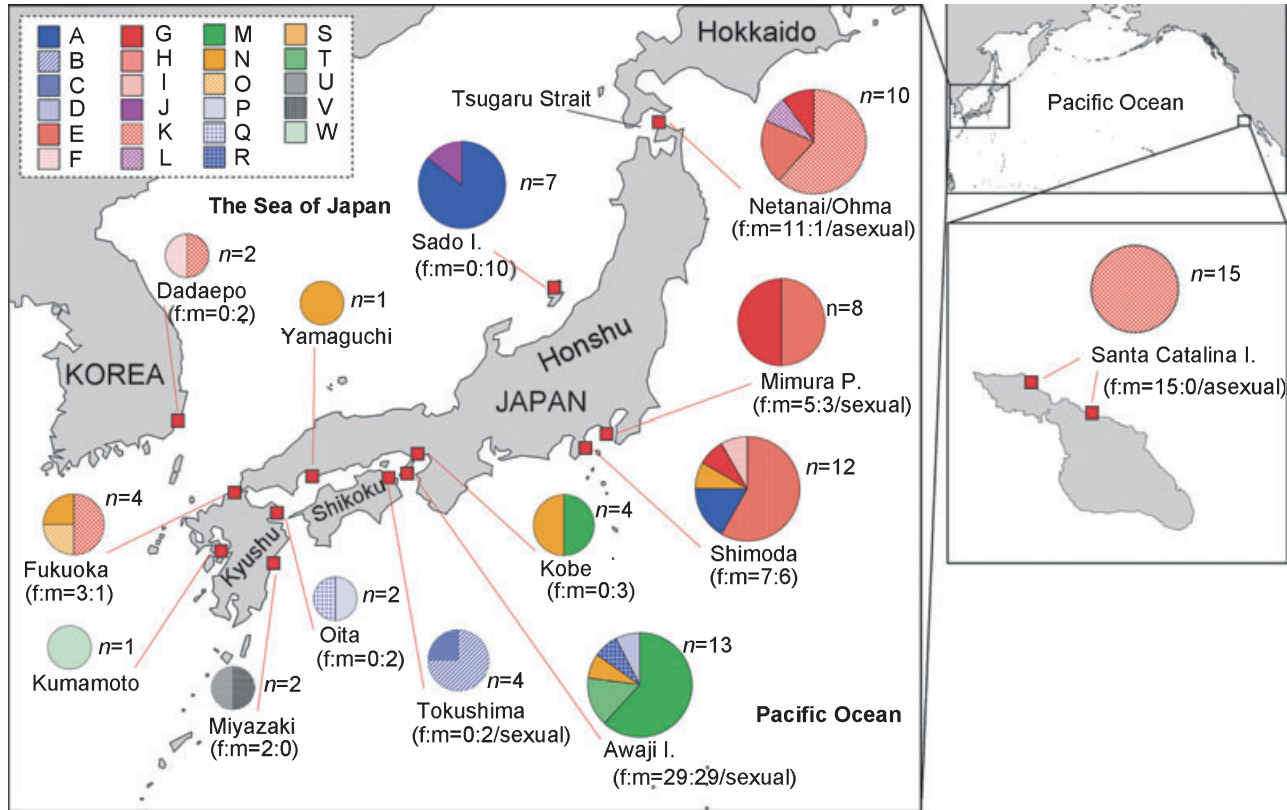 A
B
C
D
E
F
G
H
I
J
K
L
M
N
O
P
Q
R
S
T
U
V
W
Hokkaido
Tsugaru Strait
n=10
Netanai/Ohma
(f:m=11:1/asexual)
The Sea of Japan
n=7
Sado I.
(f:m=0:10)
n=2
Dadaepo
(f:m=0:2)
n=1
Yamaguchi
KOREA
Honshu
JAPAN
n=8
Mimura P.
(f:m=5:3/sexual)
n=12
Shimoda
(f:m=7:6)
n=4
Fukuoka
(f:m=3:1)
Kyushu
Shikoku
n=4
Kobe
(f:m=0:3)
n=1
Kumamoto
n=2
Miyazaki
(f:m=2:0)
n=2
Oita
(f:m=0:2)
n=4
Tokushima
(f:m=0:2/sexual)
n=13
Awaji I.
(f:m=29:29/sexual)
Pacific Ocean
Pacific Ocean
n=15
Santa Catalina I.
(f:m=15:0/asexual)